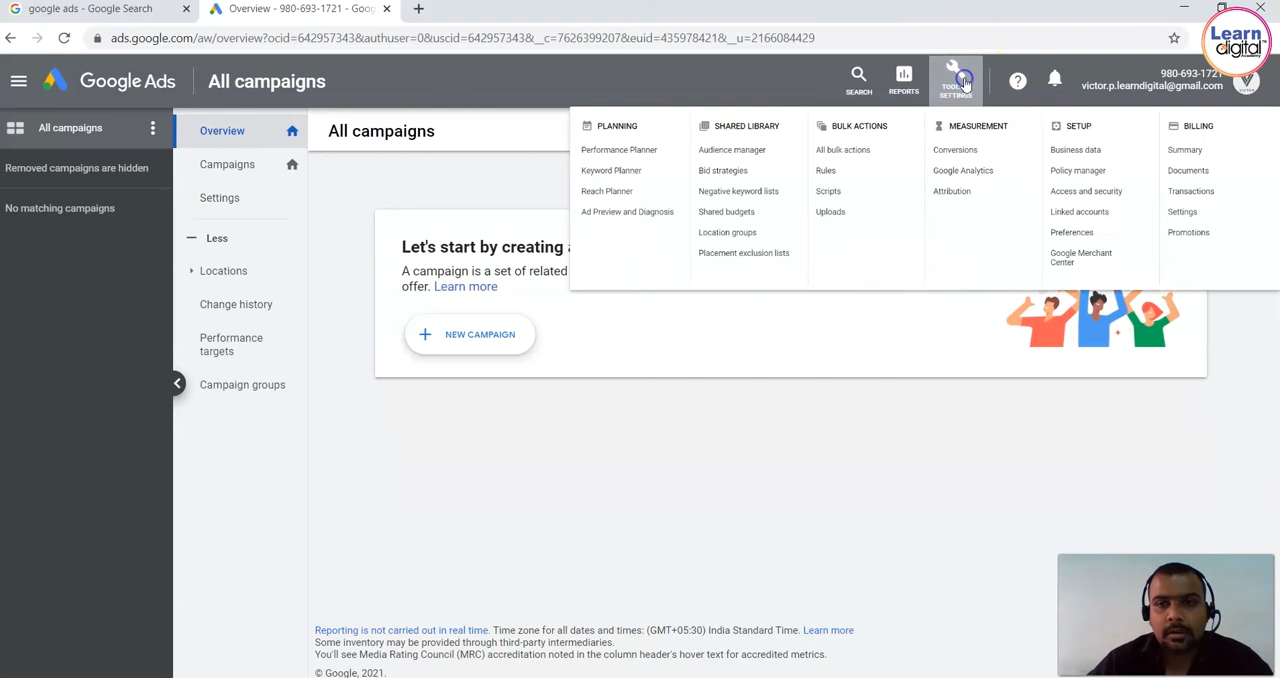 google ads - Google Search
Overview - 980-693-1721 - Goog
ads.google.com/aw/overview?ocid=642957343&authuser=0&uscid=642957343&__c=7626399207&euid=435978421&__u=2166084429
Learn
digital
Academy
Google Ads
All campaigns
SEARCH
REPORTS
SETTINGS
980-693-1721
victor.p.learndigital@gmail.com
All campaigns
Removed campaigns are hidden
No matching campaigns
Overview
Campaigns
Settings
Less
Locations
Change history
Performance
targets
Campaign groups
All campaigns
PLANNING
Performance Planner
Keyword Planner
Reach Planner
Ad Preview and Diagnosis
SHARED LIBRARY
Audience manager
Bid strategies
Negative keyword lists
Shared budgets
Location groups
Placement exclusion lists
BULK ACTIONS
All bulk actions
Rules
Scripts
Uploads
MEASUREMENT
Conversions
Google Analytics
Attribution
SETUP
Business data
Policy manager
Access and security
Linked accounts
Preferences
Google Merchant
Center
BILLING
Summary
Documents
Transactions
Settings
Promotions
Let's start by creating
A campaign is a set of related
offer. Learn more
NEW CAMPAIGN
Reporting is not carried out in real time. Time zone for all dates and times: (GMT+05:30) India Standard Time. Learn more
Some inventory may be provided through third-party intermediaries.
You'll see Media Rating Council (MRC) accreditation noted in the column header's hover text for accredited metrics.
© Google, 2021.